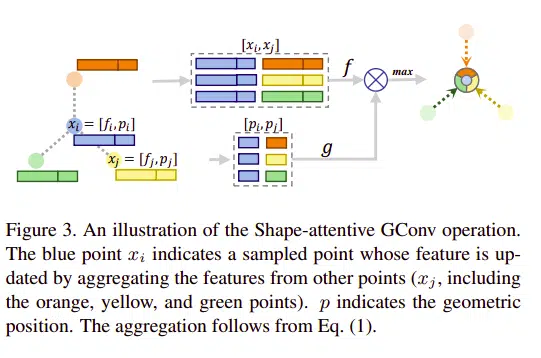 [x_i, x_j]
f
max
x_i = [f_i, p_i]
[p_i, p_j]
x_j = [f_j, p_j]
g
Figure 3. An illustration of the Shape-attentive GConv operation.
The blue point x_i indicates a sampled point whose feature is up-
dated by aggregating the features from other points (x_j, including
the orange, yellow, and green points). p indicates the geometric
position. The aggregation follows from Eq. (1).